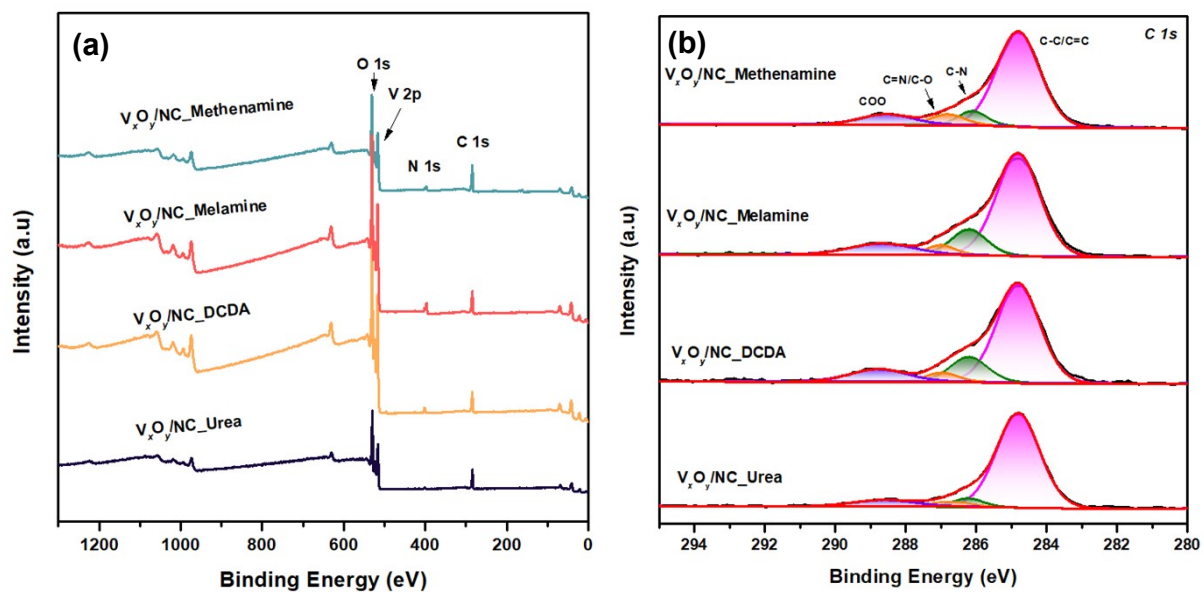 (a)
O 1s
V 2p
N 1s
C 1s
VxOy/NC_Methenamine
VxOy/NC_Melamine
VxOy/NC_DCDA
VxOy/NC_Urea
Intensity (a.u)
1200 1000 800 600 400 200 0
Binding Energy (eV)
(b)
C 1s
C-C/C=C
C-N
C=N/C-O
COO
VxOy/NC_Methenamine
VxOy/NC_Melamine
VxOy/NC_DCDA
VxOy/NC_Urea
Intensity (a.u)
294 292 290 288 286 284 282 280
Binding Energy (eV)